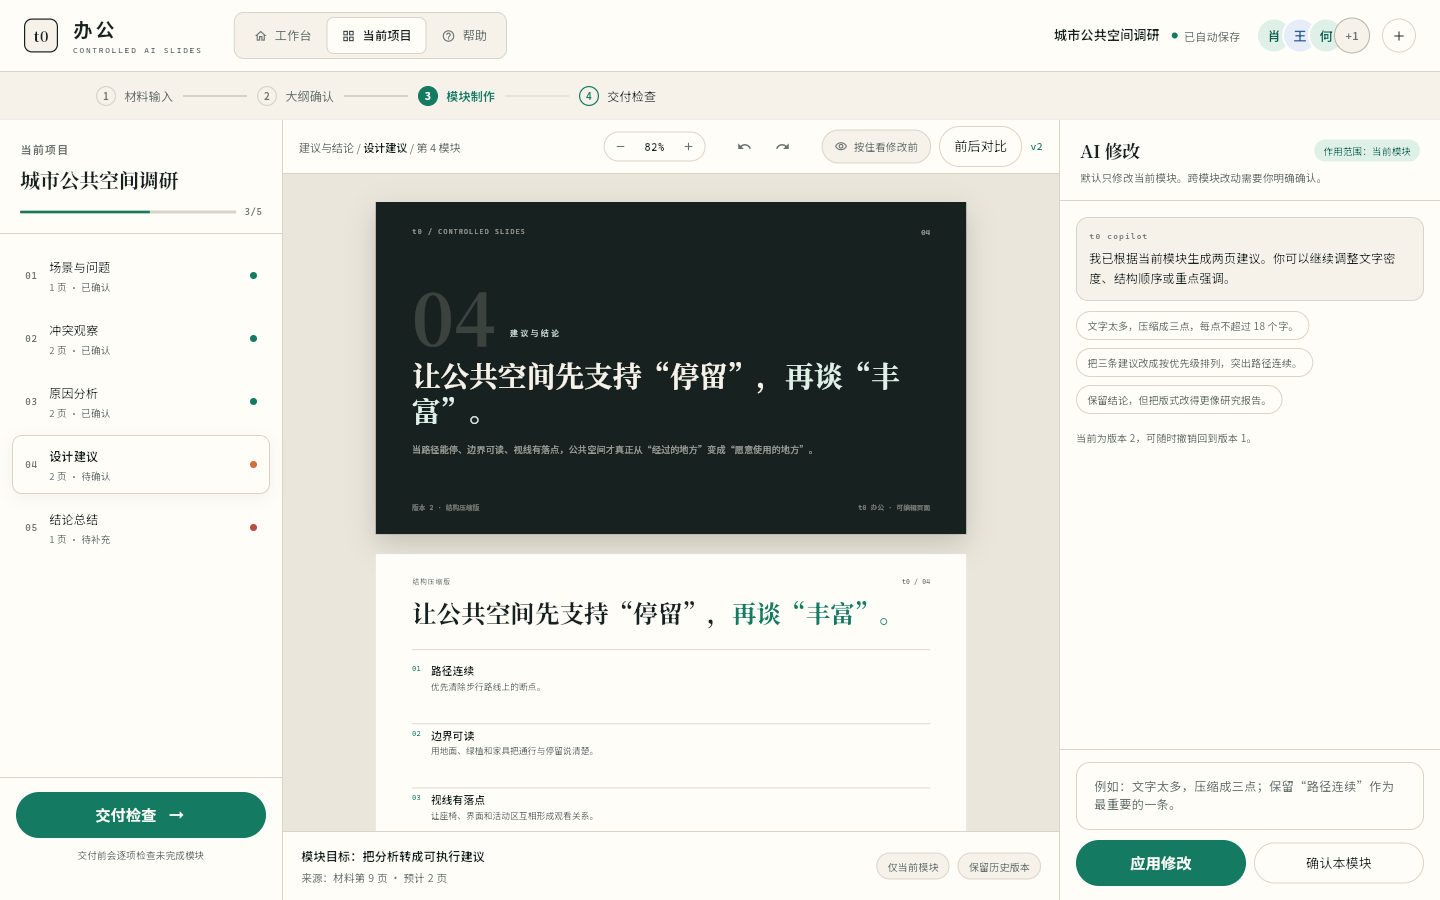 t0
办公
CONTROLLED AI SLIDES
工作台
当前项目
帮助
城市公共空间调研
已自动保存
肖
王
何
+1
+
1 材料输入
2 大纲确认
3 模块制作
4 交付检查
当前项目
城市公共空间调研
3/5
01 场景与问题
1 页 · 已确认
02 冲突观察
2 页 · 已确认
03 原因分析
2 页 · 已确认
04 设计建议
2 页 · 待确认
05 结论总结
1 页 · 待补充
交付检查 →
交付前会逐项检查未完成模块
建议与结论 / 设计建议 / 第 4 模块
− 82% +
按住看修改前
前后对比
v2
t0 / CONTROLLED SLIDES
04
04
建议与结论
让公共空间先支持“停留”，再谈“丰
富”。
当路径能停、边界可读、视线有落点，公共空间才真正从“经过的地方”变成“愿意使用的地方”。
版本 2 · 结构压缩版
t0 办公 · 可编辑页面
结构压缩版
t0 / 04
让公共空间先支持“停留”，再谈“丰富”。
01 路径连续
优先清除步行路线上的断点。
02 边界可读
用地面、绿植和家具把通行与停留说清楚。
03 视线有落点
让座椅、界面和活动区互相形成观看关系。
模块目标：把分析转成可执行建议
来源：材料第 9 页 · 预计 2 页
仅当前模块
保留历史版本
AI 修改
作用范围：当前模块
默认只修改当前模块。跨模块改动需要你明确确认。
t0 copilot
我已根据当前模块生成两页建议。你可以继续调整文字密
度、结构顺序或重点强调。
文字太多，压缩成三点，每点不超过 18 个字。
把三条建议改成按优先级排列，突出路径连续。
保留结论，但把版式改得更像研究报告。
当前为版本 2，可随时撤销回到版本 1。
例如：文字太多，压缩成三点；保留“路径连续”作为
最重要的一条。
应用修改
确认本模块